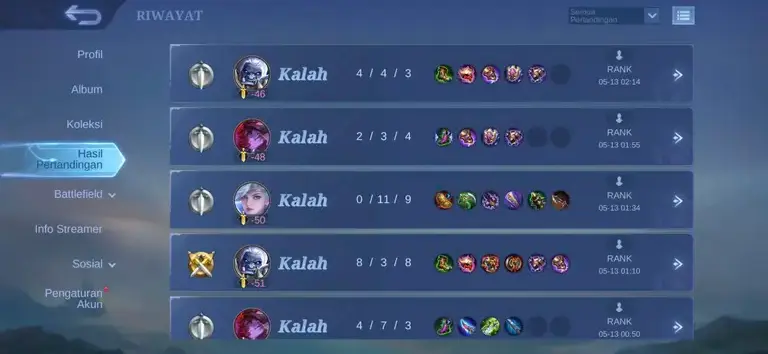 RIWAYAT
Semua
Pertandingan
Profil
Album
Koleksi
Hasil
Pertandingan
Battlefield
Info Streamer
Sosial
Pengaturan
Akun
-46 Kalah 4 / 4 / 3 RANK
05-13 02:14
-48 Kalah 2 / 3 / 4 RANK
05-13 01:55
-50 Kalah 0 / 11 / 9 RANK
05-13 01:34
-51 Kalah 8 / 3 / 8 RANK
05-13 01:10
Kalah 4 / 7 / 3 RANK
05-13 00:50